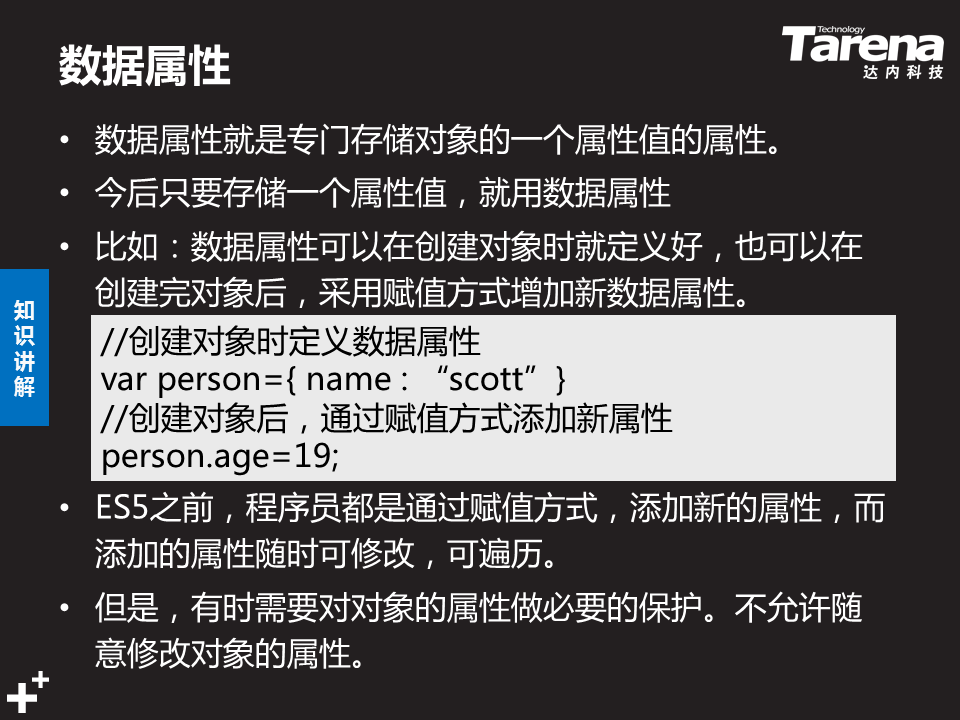 数据属性
Technology
Tarena
达内科技
• 数据属性就是专门存储对象的一个属性值的属性。
• 今后只要存储一个属性值，就用数据属性
• 比如：数据属性可以在创建对象时就定义好，也可以在
创建完对象后，采用赋值方式增加新数据属性。
知识讲解
//创建对象时定义数据属性
var person={ name : “scott” }
//创建对象后，通过赋值方式添加新属性
person.age=19;
• ES5之前，程序员都是通过赋值方式，添加新的属性，而
添加的属性随时可修改，可遍历。
• 但是，有时需要对对象的属性做必要的保护。不允许随
意修改对象的属性。